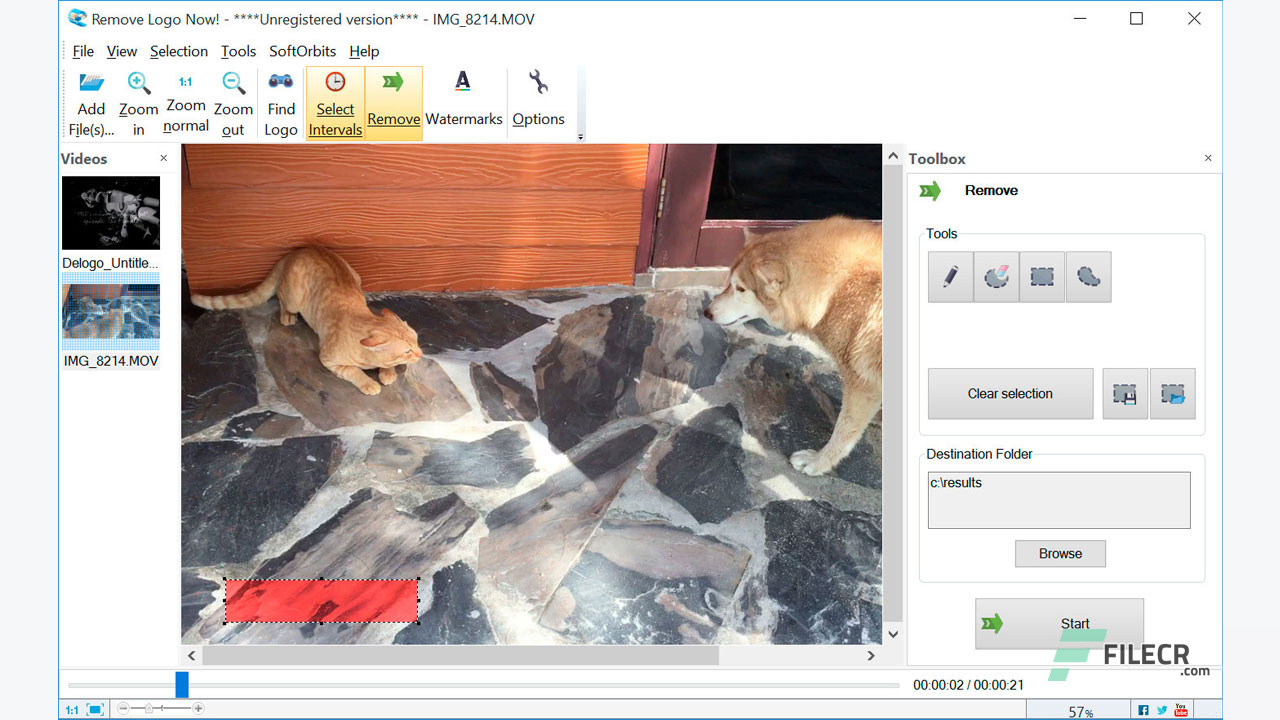 Remove Logo Now! - ****Unregistered version**** - IMG_8214.MOV
File View Selection Tools SoftOrbits Help
Add File(s)...
Zoom in
1:1
Zoom normal
Zoom out
Find Logo
Select Intervals
Remove
Watermarks
Options
Videos
Delogo_Untitle...
IMG_8214.MOV
Toolbox
Remove
Tools
Clear selection
Destination Folder
c:\results
Browse
Start
FILECR
.com
00:00:02 / 00:00:21
1:1
57%
You
Tube